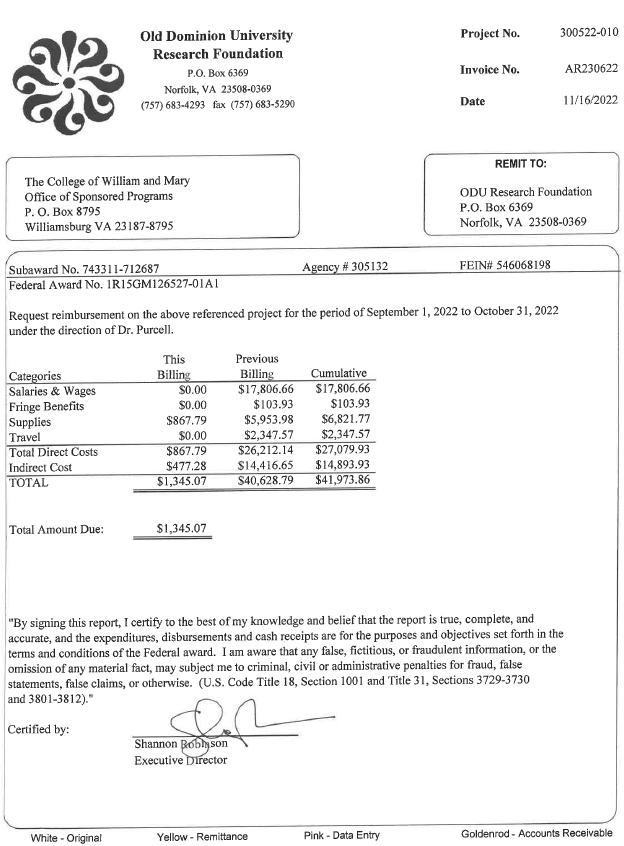 Old Dominion University
Research Foundation
P.O. Box 6369
Norfolk, VA 23508-0369
(757) 683-4293 fax (757) 683-5290
Project No. 300522-010
Invoice No. AR230622
Date 11/16/2022
The College of William and Mary
Office of Sponsored Programs
P. O. Box 8795
Williamsburg VA 23187-8795
REMIT TO:
ODU Research Foundation
P.O. Box 6369
Norfolk, VA 23508-0369
Subaward No. 743311-712687 Agency # 305132 FEIN# 546068198
Federal Award No. 1R15GM126527-01A1
Request reimbursement on the above referenced project for the period of September 1, 2022 to October 31, 2022
under the direction of Dr. Purcell.
This Previous
Categories Billing Billing Cumulative
Salaries & Wages $0.00 $17,806.66 $17,806.66
Fringe Benefits $0.00 $103.93 $103.93
Supplies $867.79 $5,953.98 $6,821.77
Travel $0.00 $2,347.57 $2,347.57
Total Direct Costs $867.79 $26,212.14 $27,079.93
Indirect Cost $477.28 $14,416.65 $14,893.93
TOTAL $1,345.07 $40,628.79 $41,973.86
Total Amount Due: $1,345.07
"By signing this report, I certify to the best of my knowledge and belief that the report is true, complete, and
accurate, and the expenditures, disbursements and cash receipts are for the purposes and objectives set forth in the
terms and conditions of the Federal award. I am aware that any false, fictitious, or fraudulent information, or the
omission of any material fact, may subject me to criminal, civil or administrative penalties for fraud, false
statements, false claims, or otherwise. (U.S. Code Title 18, Section 1001 and Title 31, Sections 3729-3730
and 3801-3812)."
Certified by:
Shannon Robinson
Executive Director
White - Original Yellow - Remittance Pink - Data Entry Goldenrod - Accounts Receivable